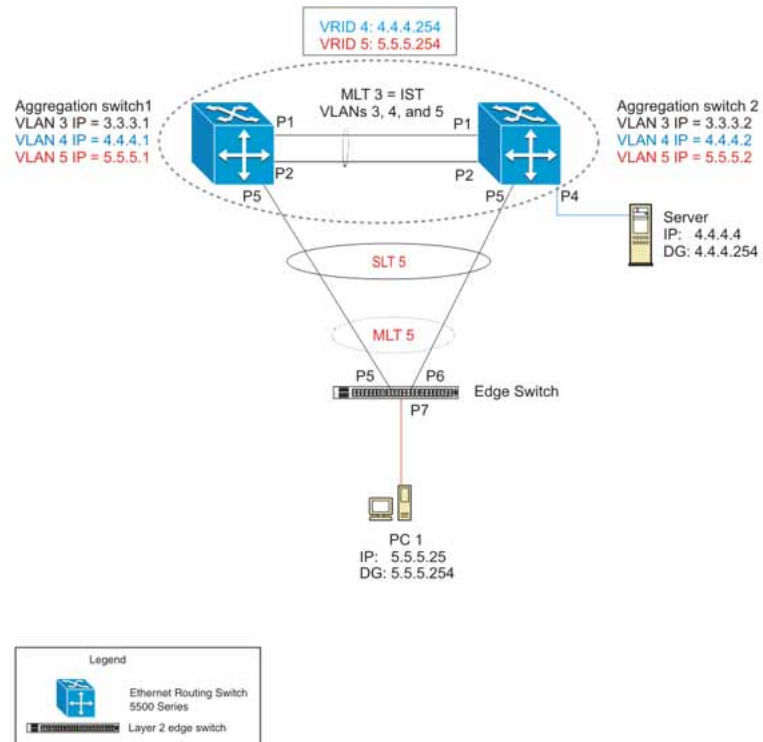 VRID 4: 4.4.4.254
VRID 5: 5.5.5.254
MLT 3 = IST
VLANs 3, 4, and 5
Aggregation switch1
VLAN 3 IP = 3.3.3.1
VLAN 4 IP = 4.4.4.1
VLAN 5 IP = 5.5.5.1
Aggregation switch 2
VLAN 3 IP = 3.3.3.2
VLAN 4 IP = 4.4.4.2
VLAN 5 IP = 5.5.5.2
P1
P1
P2
P2
P5
P5
P4
Server
IP: 4.4.4.4
DG: 4.4.4.254
SLT 5
MLT 5
P5
P6
Edge Switch
P7
PC 1
IP: 5.5.5.25
DG: 5.5.5.254
Legend
Ethernet Routing Switch
5500 Series
Layer 2 edge switch